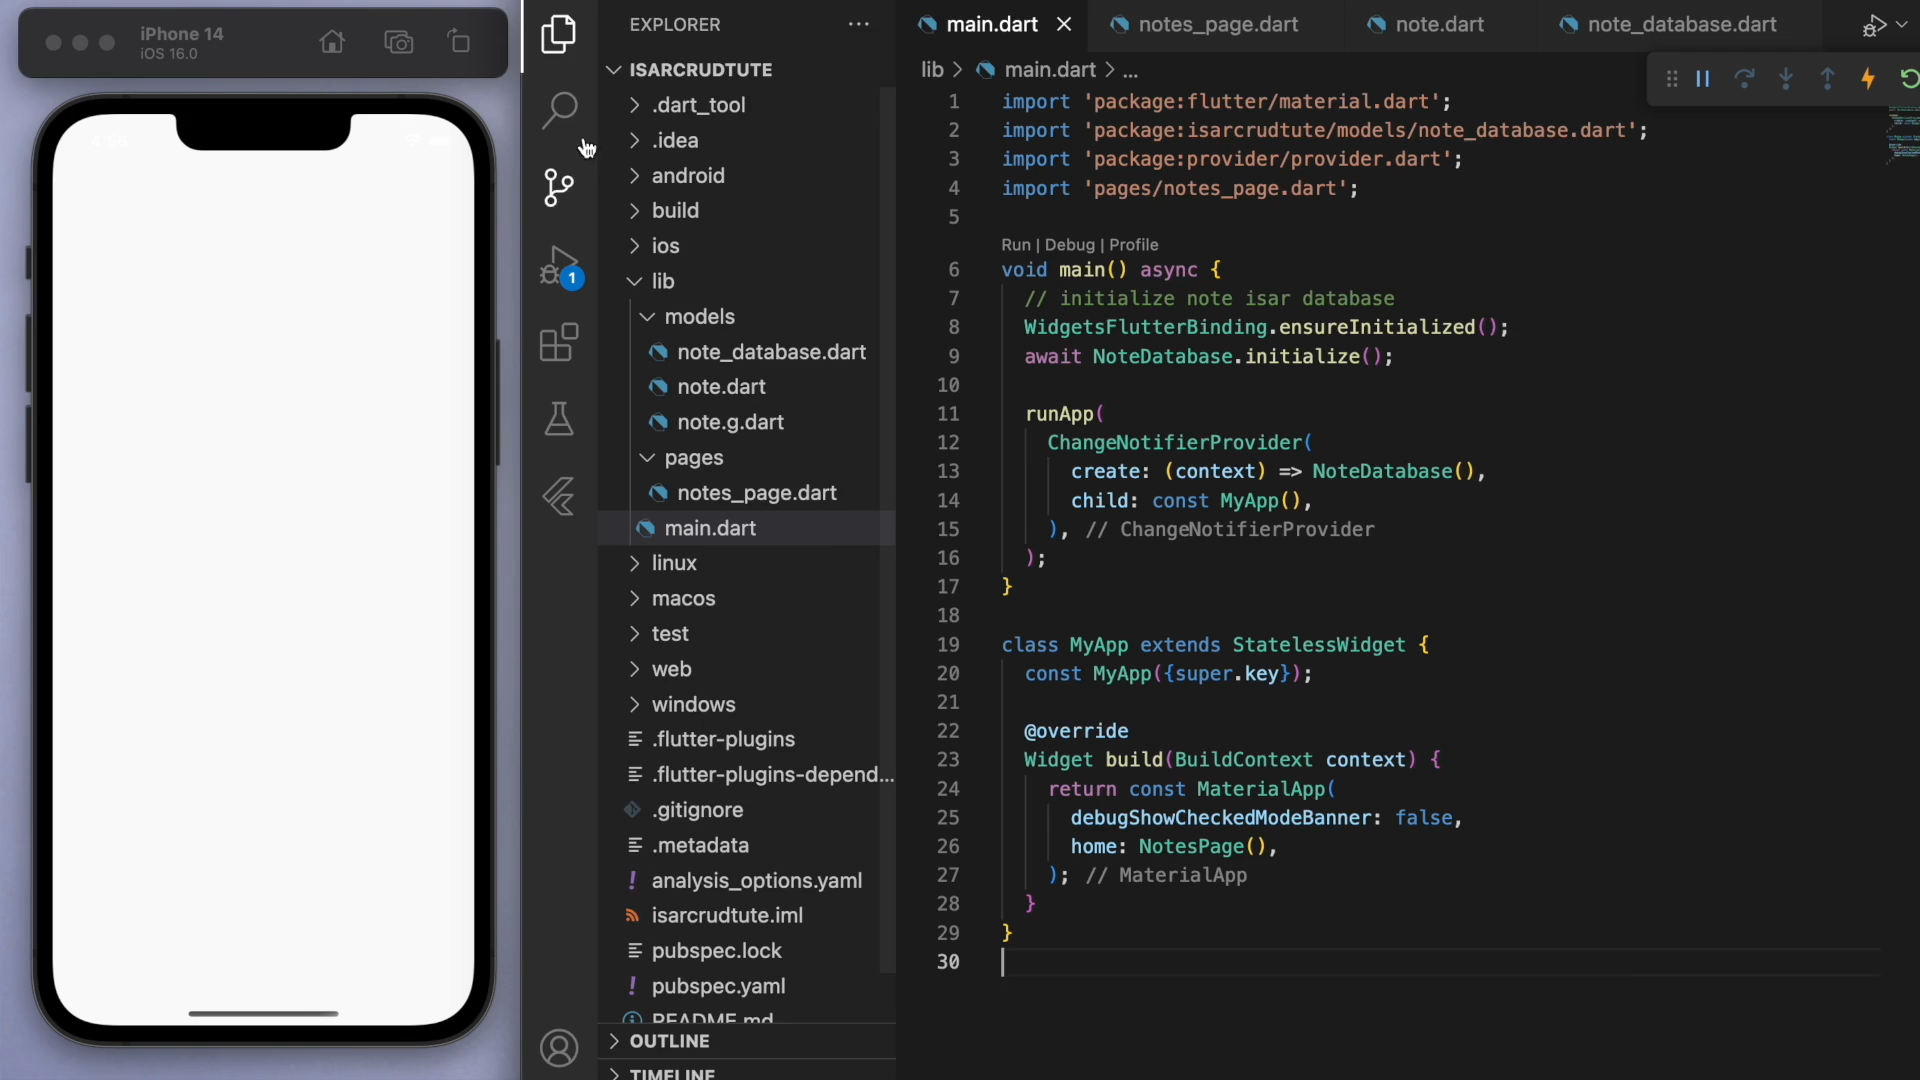 iPhone 14
iOS 16.0
EXPLORER
ISARCRUDTUTE
.dart_tool
.idea
android
build
ios
lib
models
note_database.dart
note.dart
note.g.dart
pages
notes_page.dart
main.dart
linux
macos
test
web
windows
.flutter-plugins
.flutter-plugins-depend...
.gitignore
.metadata
analysis_options.yaml
isarcrudtute.iml
pubspec.lock
pubspec.yaml
README.md
OUTLINE
TIMELINE
1
main.dart
notes_page.dart
note.dart
note_database.dart
lib > main.dart > ...
1 import 'package:flutter/material.dart';
2 import 'package:isarcrudtute/models/note_database.dart';
3 import 'package:provider/provider.dart';
4 import 'pages/notes_page.dart';
5
Run | Debug | Profile
6 void main() async {
7 // initialize note isar database
8 WidgetsFlutterBinding.ensureInitialized();
9 await NoteDatabase.initialize();
10
11 runApp(
12 ChangeNotifierProvider(
13 create: (context) => NoteDatabase(),
14 child: const MyApp(),
15 ), // ChangeNotifierProvider
16 );
17 }
18
19 class MyApp extends StatelessWidget {
20 const MyApp({super.key});
21
22 @override
23 Widget build(BuildContext context) {
24 return const MaterialApp(
25 debugShowCheckedModeBanner: false,
26 home: NotesPage(),
27 ); // MaterialApp
28 }
29 }
30